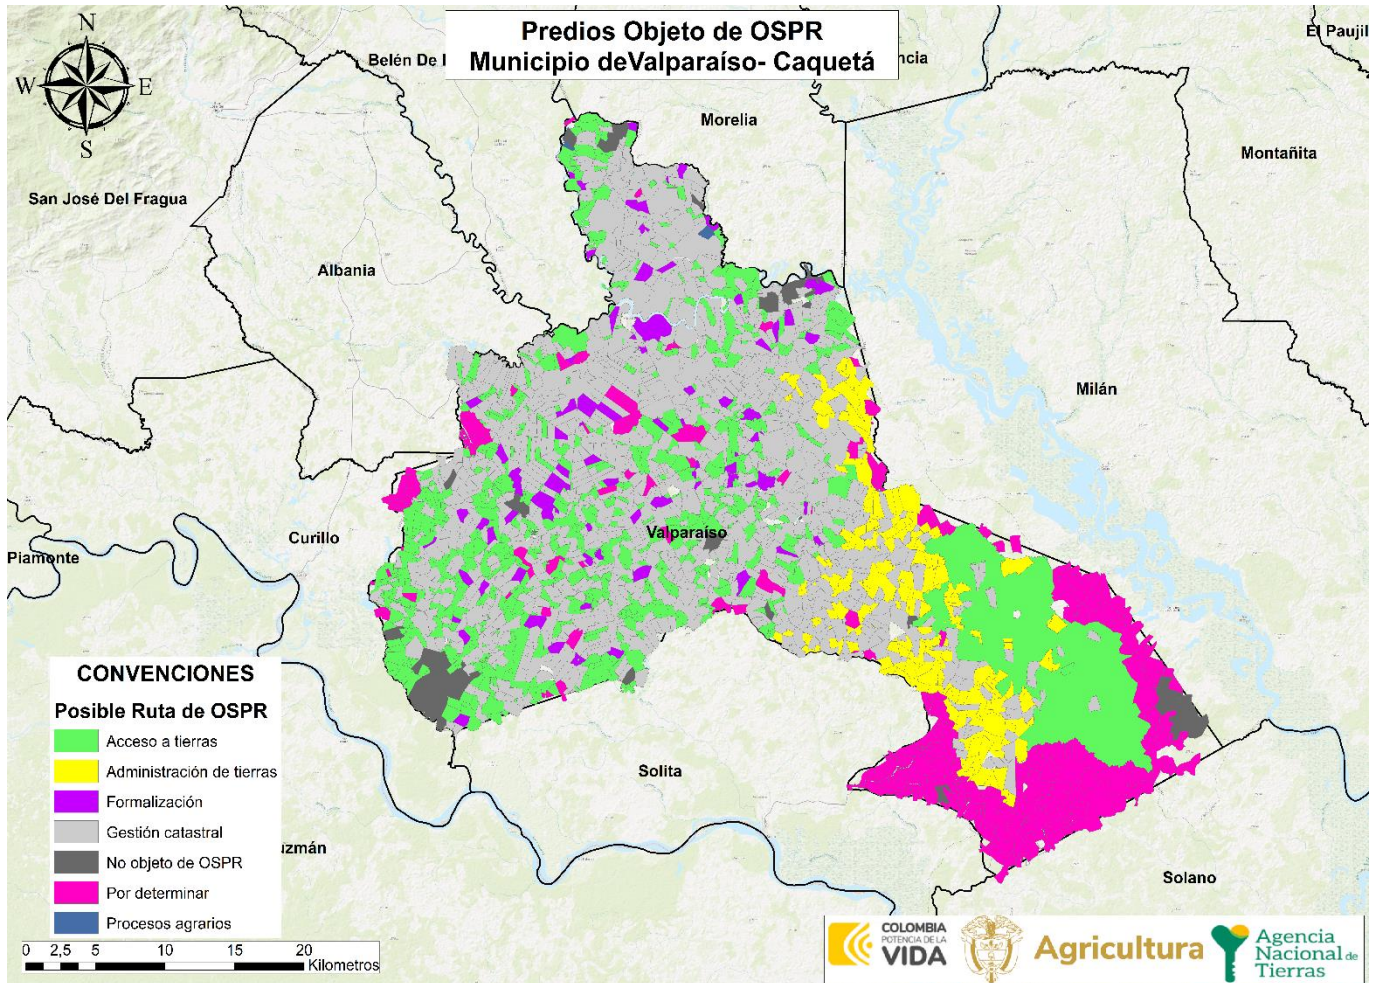 Predios Objeto de OSPR
Municipio deValparaíso- Caquetá
N
W
E
S
Belén De
ncia
El Paujil
Morelia
Montañita
San José Del Fragua
Albania
Milán
Curillo
Valparaíso
Piamonte
Solita
uzmán
Solano
CONVENCIONES
Posible Ruta de OSPR
Acceso a tierras
Administración de tierras
Formalización
Gestión catastral
No objeto de OSPR
Por determinar
Procesos agrarios
0 2,5 5 10 15 20
Kilometros
COLOMBIA
POTENCIA DE LA
VIDA
Agricultura
Agencia
Nacional de
Tierras